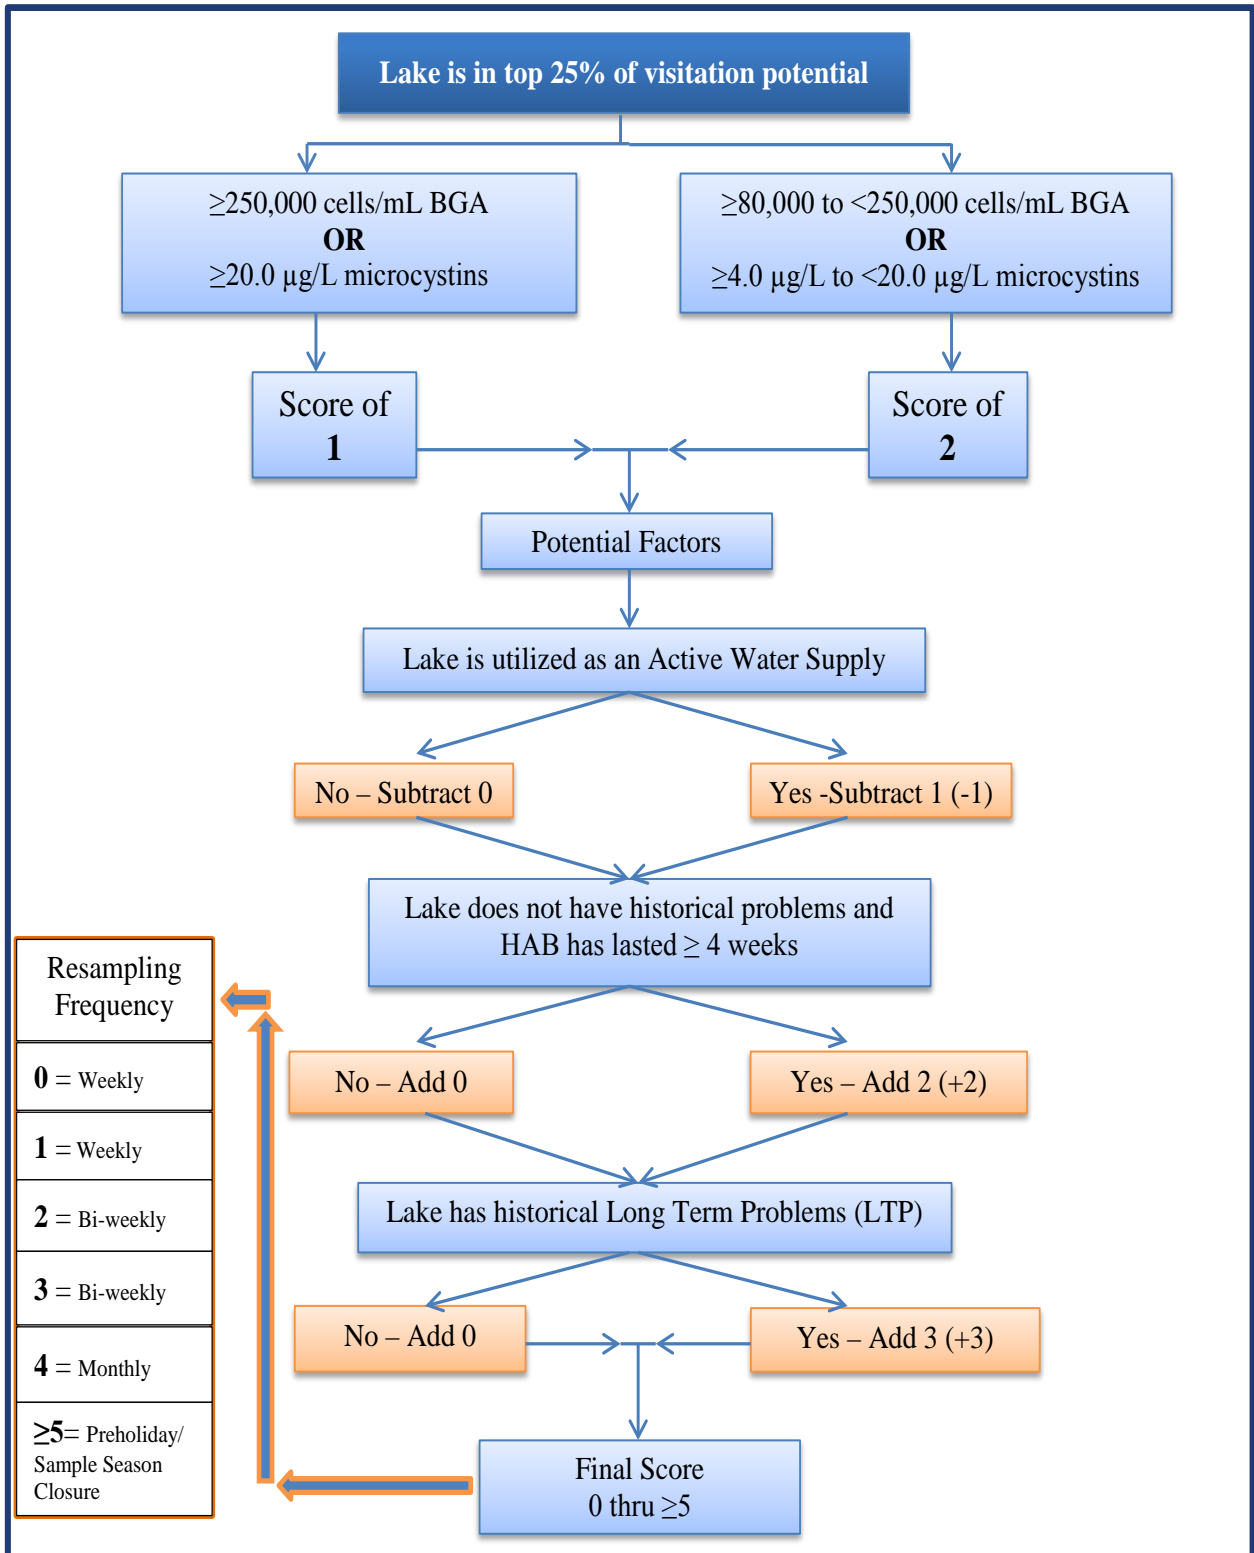 Lake is in top 25% of visitation potential
≥250,000 cells/mL BGA
OR
≥20.0 µg/L microcystins
≥80,000 to <250,000 cells/mL BGA
OR
≥4.0 µg/L to <20.0 µg/L microcystins
Score of
1
Score of
2
Potential Factors
Lake is utilized as an Active Water Supply
No – Subtract 0
Yes -Subtract 1 (-1)
Lake does not have historical problems and
HAB has lasted ≥ 4 weeks
No – Add 0
Yes – Add 2 (+2)
Lake has historical Long Term Problems (LTP)
No – Add 0
Yes – Add 3 (+3)
Final Score
0 thru ≥5
Resampling
Frequency
0 = Weekly
1 = Weekly
2 = Bi-weekly
3 = Bi-weekly
4 = Monthly
≥5= Preholiday/
Sample Season
Closure